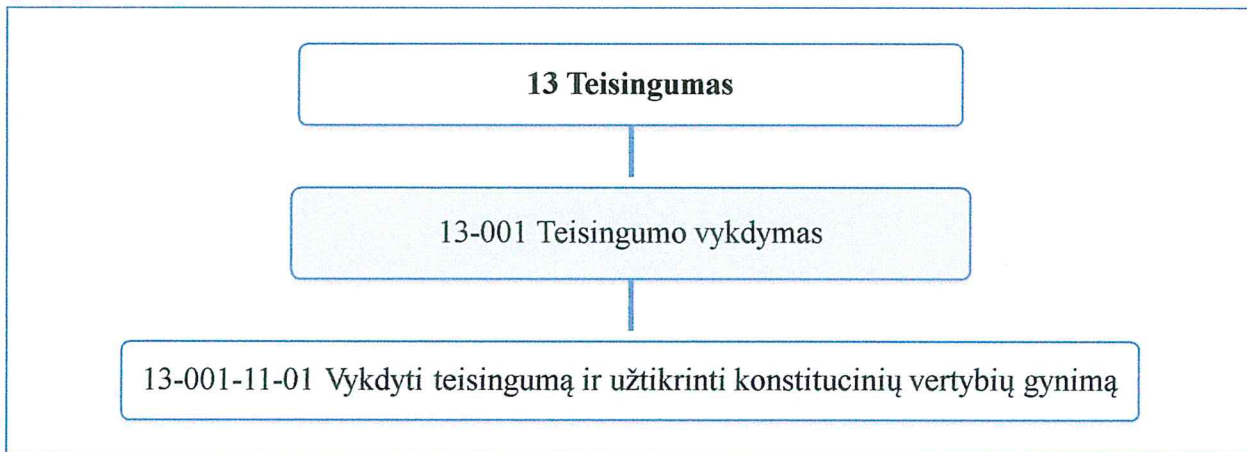 13 Teisingumas
13-001 Teisingumo vykdymas
13-001-11-01 Vykdyti teisingumą ir užtikrinti konstitucinių vertybių gynimą